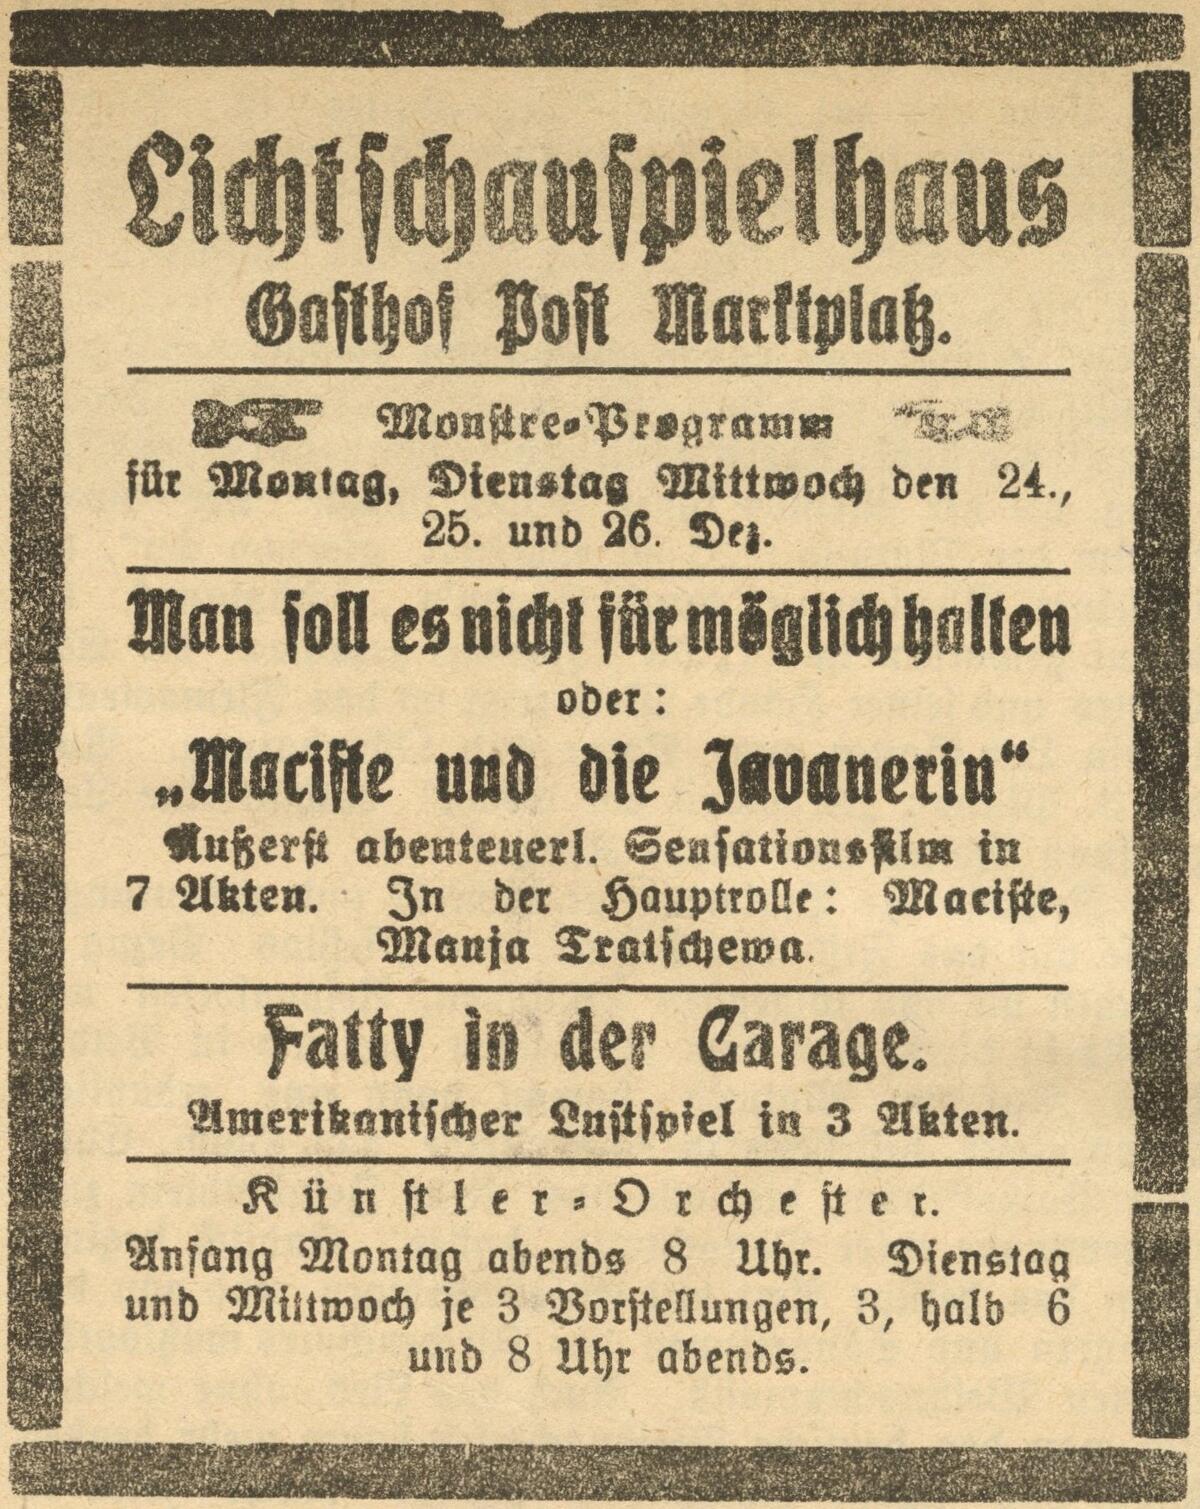 Lichtschauspielhaus
Gasthof Post Marktplatz.
Monstre-Programm
für Montag, Dienstag Mittwoch den 24.,
25. und 26. Dez.
Man soll es nicht für möglich halten
oder:
„Maciste und die Javanerin“
Äußerst abenteuerl. Sensationsfilm in
7 Akten. In der Hauptrolle: Maciste,
Manja Tratschewa.
Fatty in der Garage.
Amerikanischer Lustspiel in 3 Akten.
Künstler-Orchester.
Anfang Montag abends 8 Uhr. Dienstag
und Mittwoch je 3 Vorstellungen, 3, halb 6
und 8 Uhr abends.